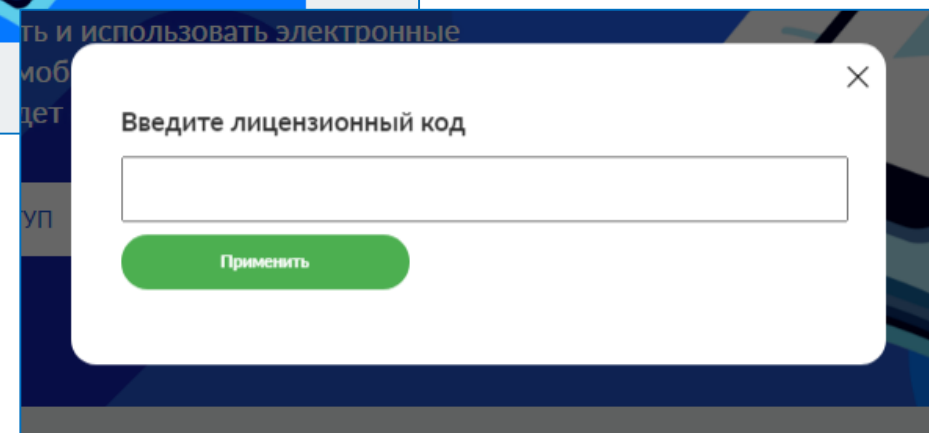 ть и использовать электронные
моб
дет
Введите лицензионный код
УП
Применить